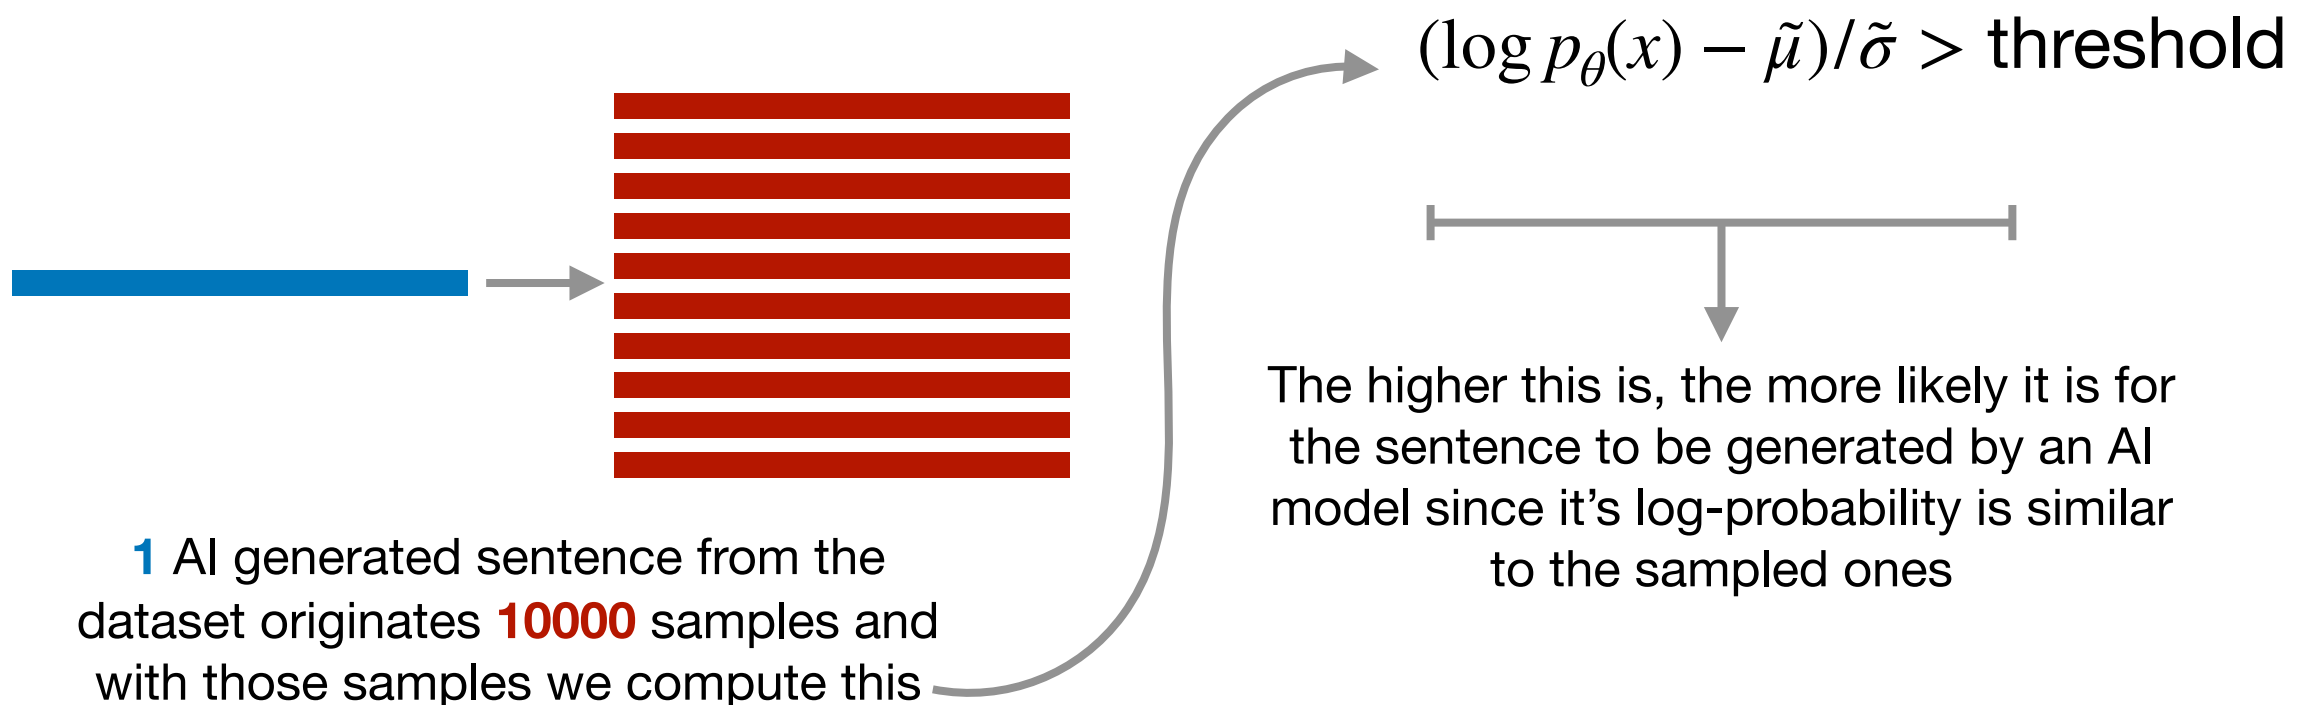 (log p_θ(x) − μ̃)/σ̃ > threshold
1 AI generated sentence from the
dataset originates 10000 samples and
with those samples we compute this
The higher this is, the more likely it is for
the sentence to be generated by an AI
model since it’s log-probability is similar
to the sampled ones